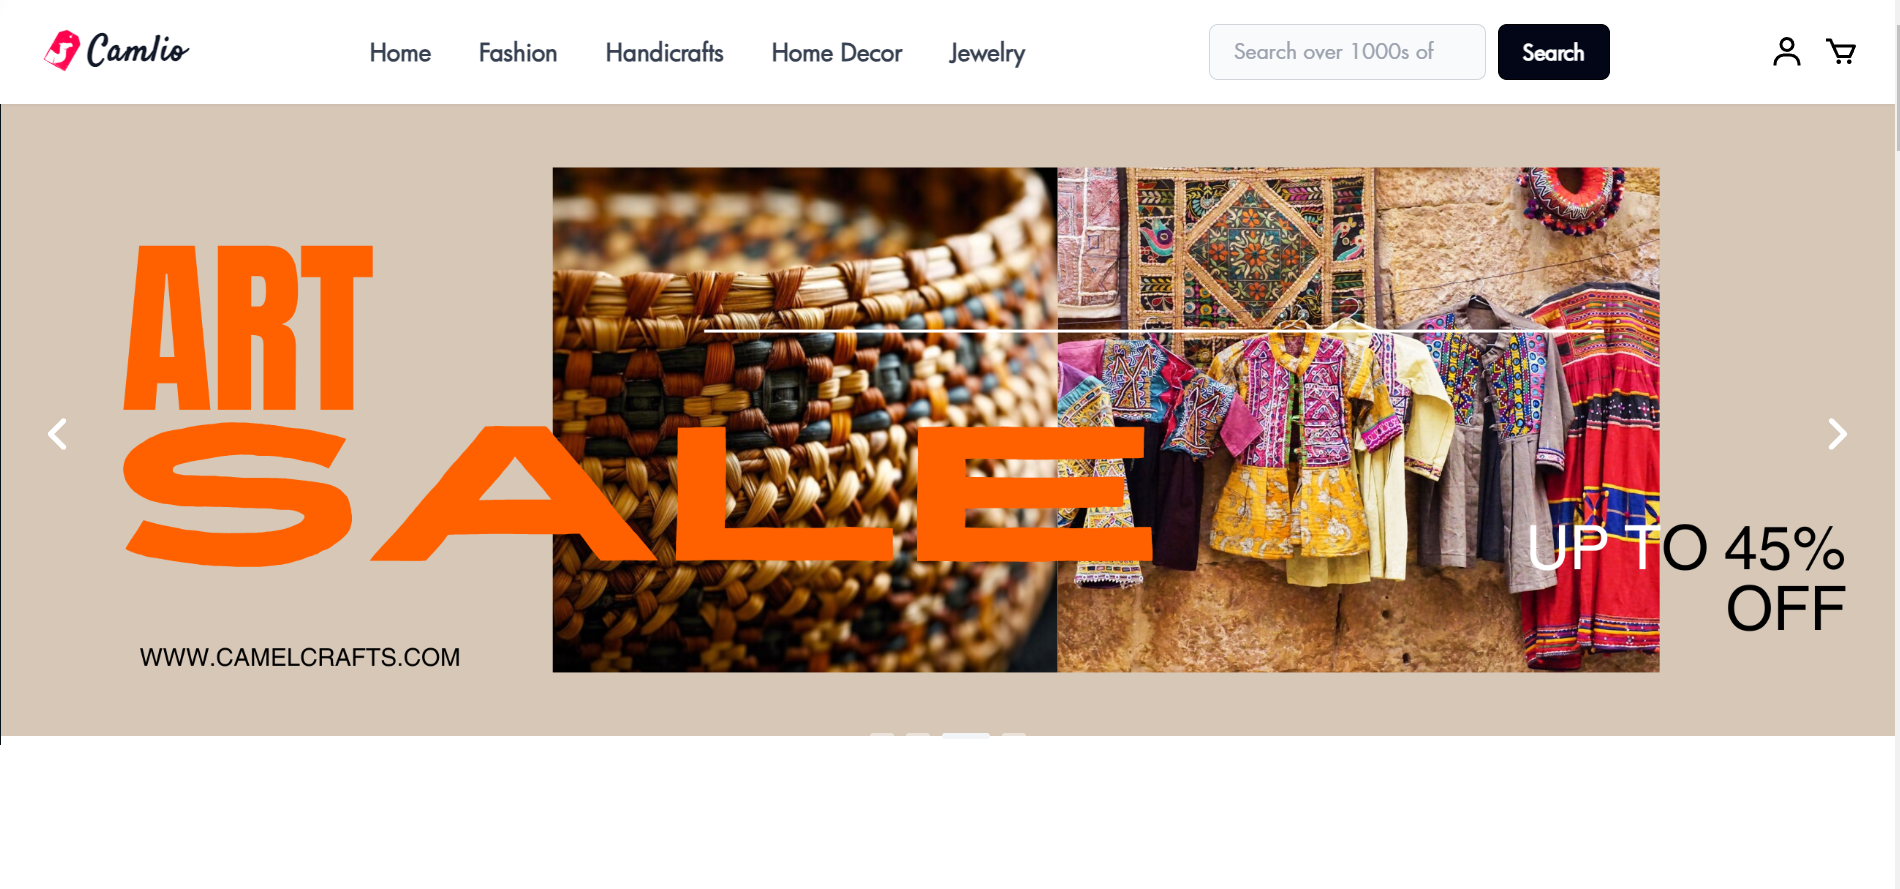 Camlio
Home Fashion Handicrafts Home Decor Jewelry
Search over 1000s of
Search
ART
SALE
UP TO 45%
OFF
WWW.CAMELCRAFTS.COM